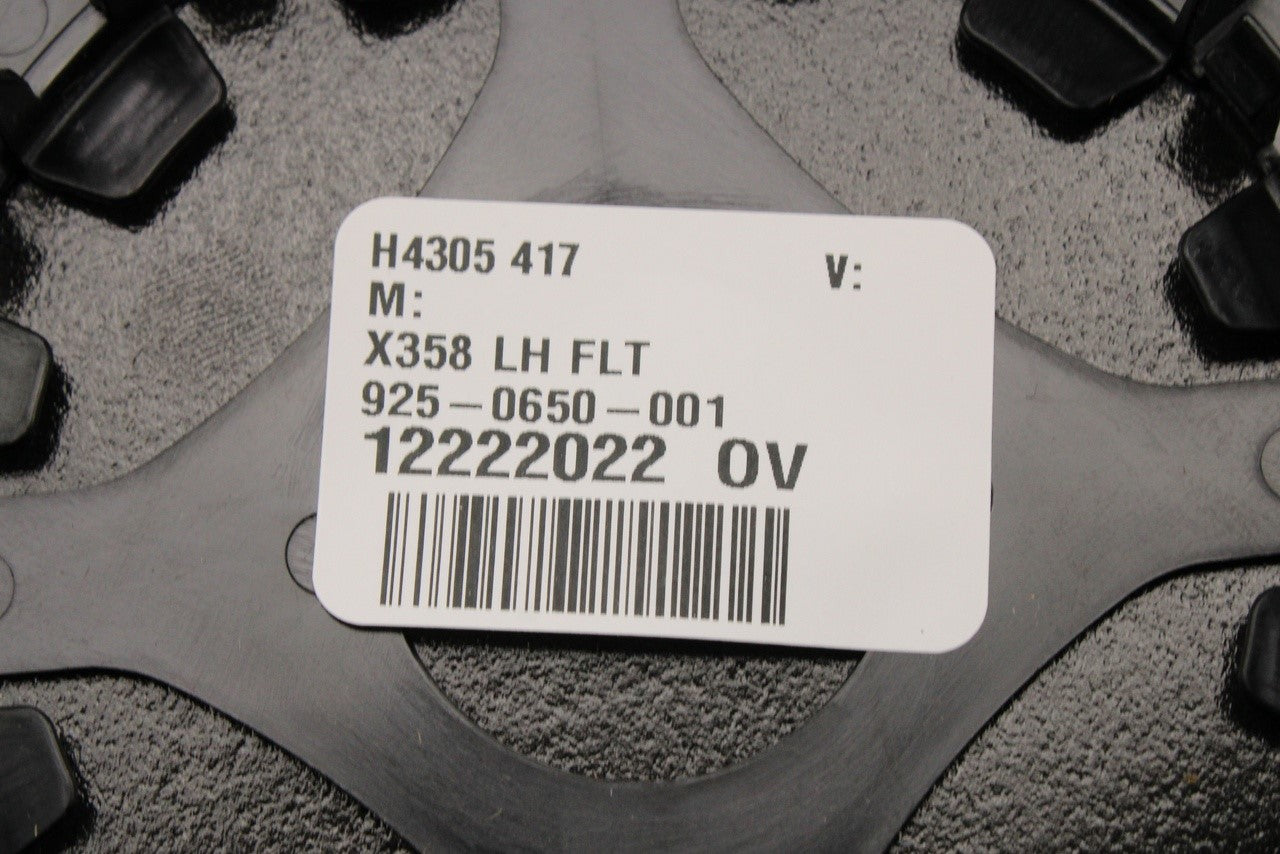 H4305 417 V:
M:
X358 LH FLT
925-0650-001
12222022 OV